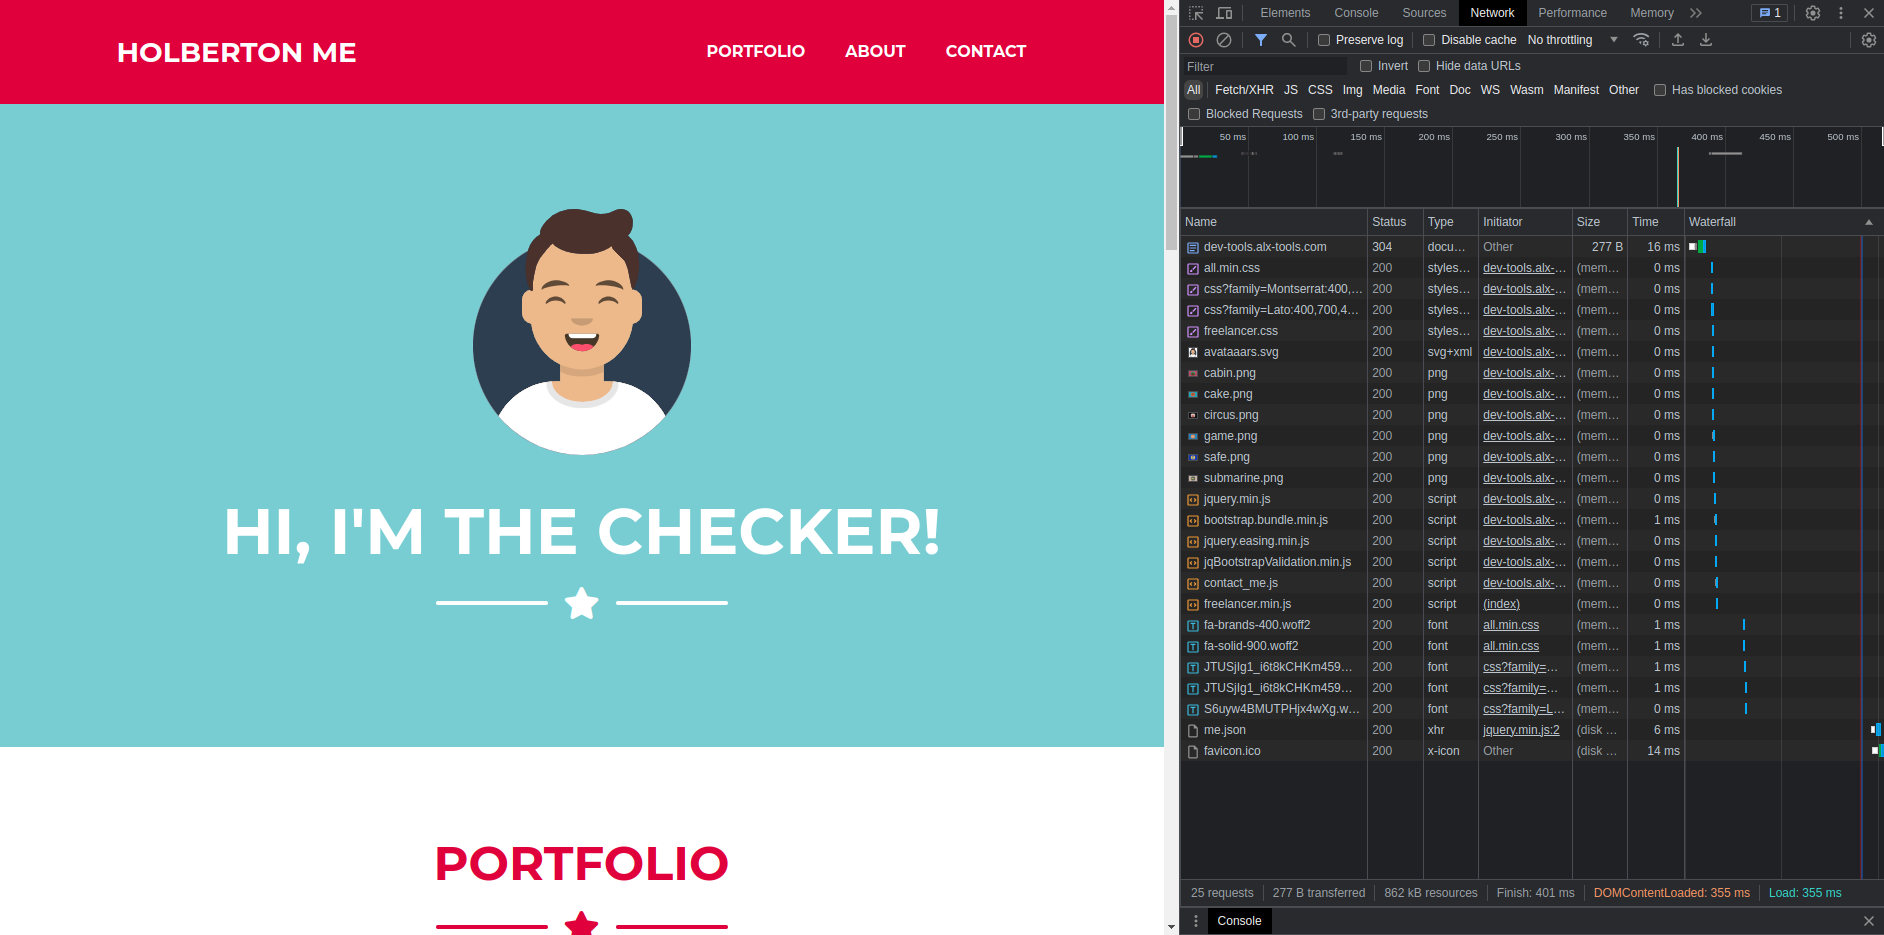 HOLBERTON ME
PORTFOLIO ABOUT CONTACT
HI, I'M THE CHECKER!
PORTFOLIO
Elements Console Sources Network Performance Memory 1
Preserve log Disable cache No throttling
Filter Invert Hide data URLs
All Fetch/XHR JS CSS Img Media Font Doc WS Wasm Manifest Other Has blocked cookies
Blocked Requests 3rd-party requests
50 ms 100 ms 150 ms 200 ms 250 ms 300 ms 350 ms 400 ms 450 ms 500 ms
Name Status Type Initiator Size Time Waterfall
dev-tools.alx-tools.com 304 docu... Other 277 B 16 ms
all.min.css 200 styles... dev-tools.alx-... (mem... 0 ms
css?family=Montserrat:400,... 200 styles... dev-tools.alx-... (mem... 0 ms
css?family=Lato:400,700,4... 200 styles... dev-tools.alx-... (mem... 0 ms
freelancer.css 200 styles... dev-tools.alx-... (mem... 0 ms
avataaars.svg 200 svg+xml dev-tools.alx-... (mem... 0 ms
cabin.png 200 png dev-tools.alx-... (mem... 0 ms
cake.png 200 png dev-tools.alx-... (mem... 0 ms
circus.png 200 png dev-tools.alx-... (mem... 0 ms
game.png 200 png dev-tools.alx-... (mem... 0 ms
safe.png 200 png dev-tools.alx-... (mem... 0 ms
submarine.png 200 png dev-tools.alx-... (mem... 0 ms
jquery.min.js 200 script dev-tools.alx-... (mem... 0 ms
bootstrap.bundle.min.js 200 script dev-tools.alx-... (mem... 1 ms
jquery.easing.min.js 200 script dev-tools.alx-... (mem... 0 ms
jqBootstrapValidation.min.js 200 script dev-tools.alx-... (mem... 0 ms
contact_me.js 200 script dev-tools.alx-... (mem... 0 ms
freelancer.min.js 200 script (index) (mem... 0 ms
fa-brands-400.woff2 200 font all.min.css (mem... 1 ms
fa-solid-900.woff2 200 font all.min.css (mem... 1 ms
JTUSjIg1_i6t8kCHKm459... 200 font css?family=... (mem... 1 ms
JTUSjIg1_i6t8kCHKm459... 200 font css?family=... (mem... 1 ms
S6uyw4BMUTPHjx4wXg.w... 200 font css?family=L... (mem... 0 ms
me.json 200 xhr jquery.min.js:2 (disk ... 6 ms
favicon.ico 200 x-icon Other (disk ... 14 ms
25 requests 277 B transferred 862 kB resources Finish: 401 ms DOMContentLoaded: 355 ms Load: 355 ms
Console